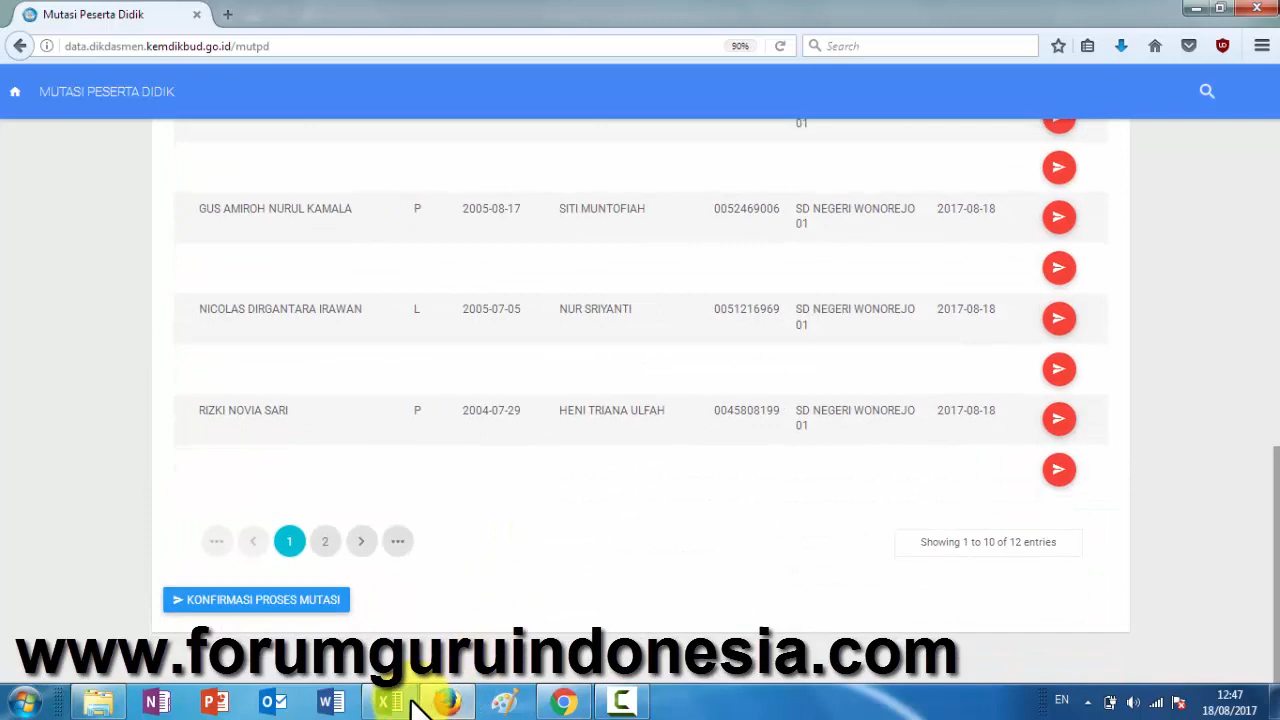 Mutasi Peserta Didik
data.dikdasmen.kemdikbud.go.id/mutpd
90%
Search
MUTASI PESERTA DIDIK
01
GUS AMIROH NURUL KAMALA P 2005-08-17 SITI MUNTOFIAH 0052469006 SD NEGERI WONOREJO 2017-08-18
01
NICOLAS DIRGANTARA IRAWAN L 2005-07-05 NUR SRIYANTI 0051216969 SD NEGERI WONOREJO 2017-08-18
01
RIZKI NOVIA SARI P 2004-07-29 HENI TRIANA ULFAH 0045808199 SD NEGERI WONOREJO 2017-08-18
01
1 2
Showing 1 to 10 of 12 entries
KONFIRMASI PROSES MUTASI
www.forumguruindonesia.com
EN
12:47
18/08/2017